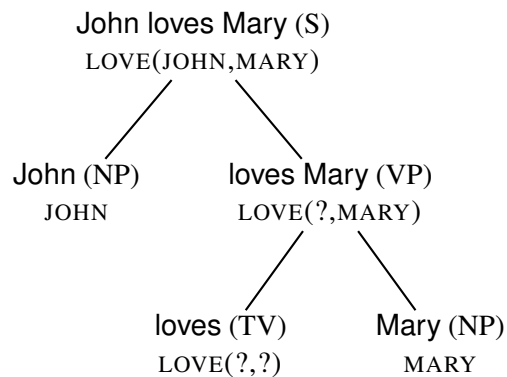 John loves Mary (S)
LOVE(JOHN,MARY)
John (NP)
JOHN
loves Mary (VP)
LOVE(?,MARY)
loves (TV)
LOVE(?,?)
Mary (NP)
MARY